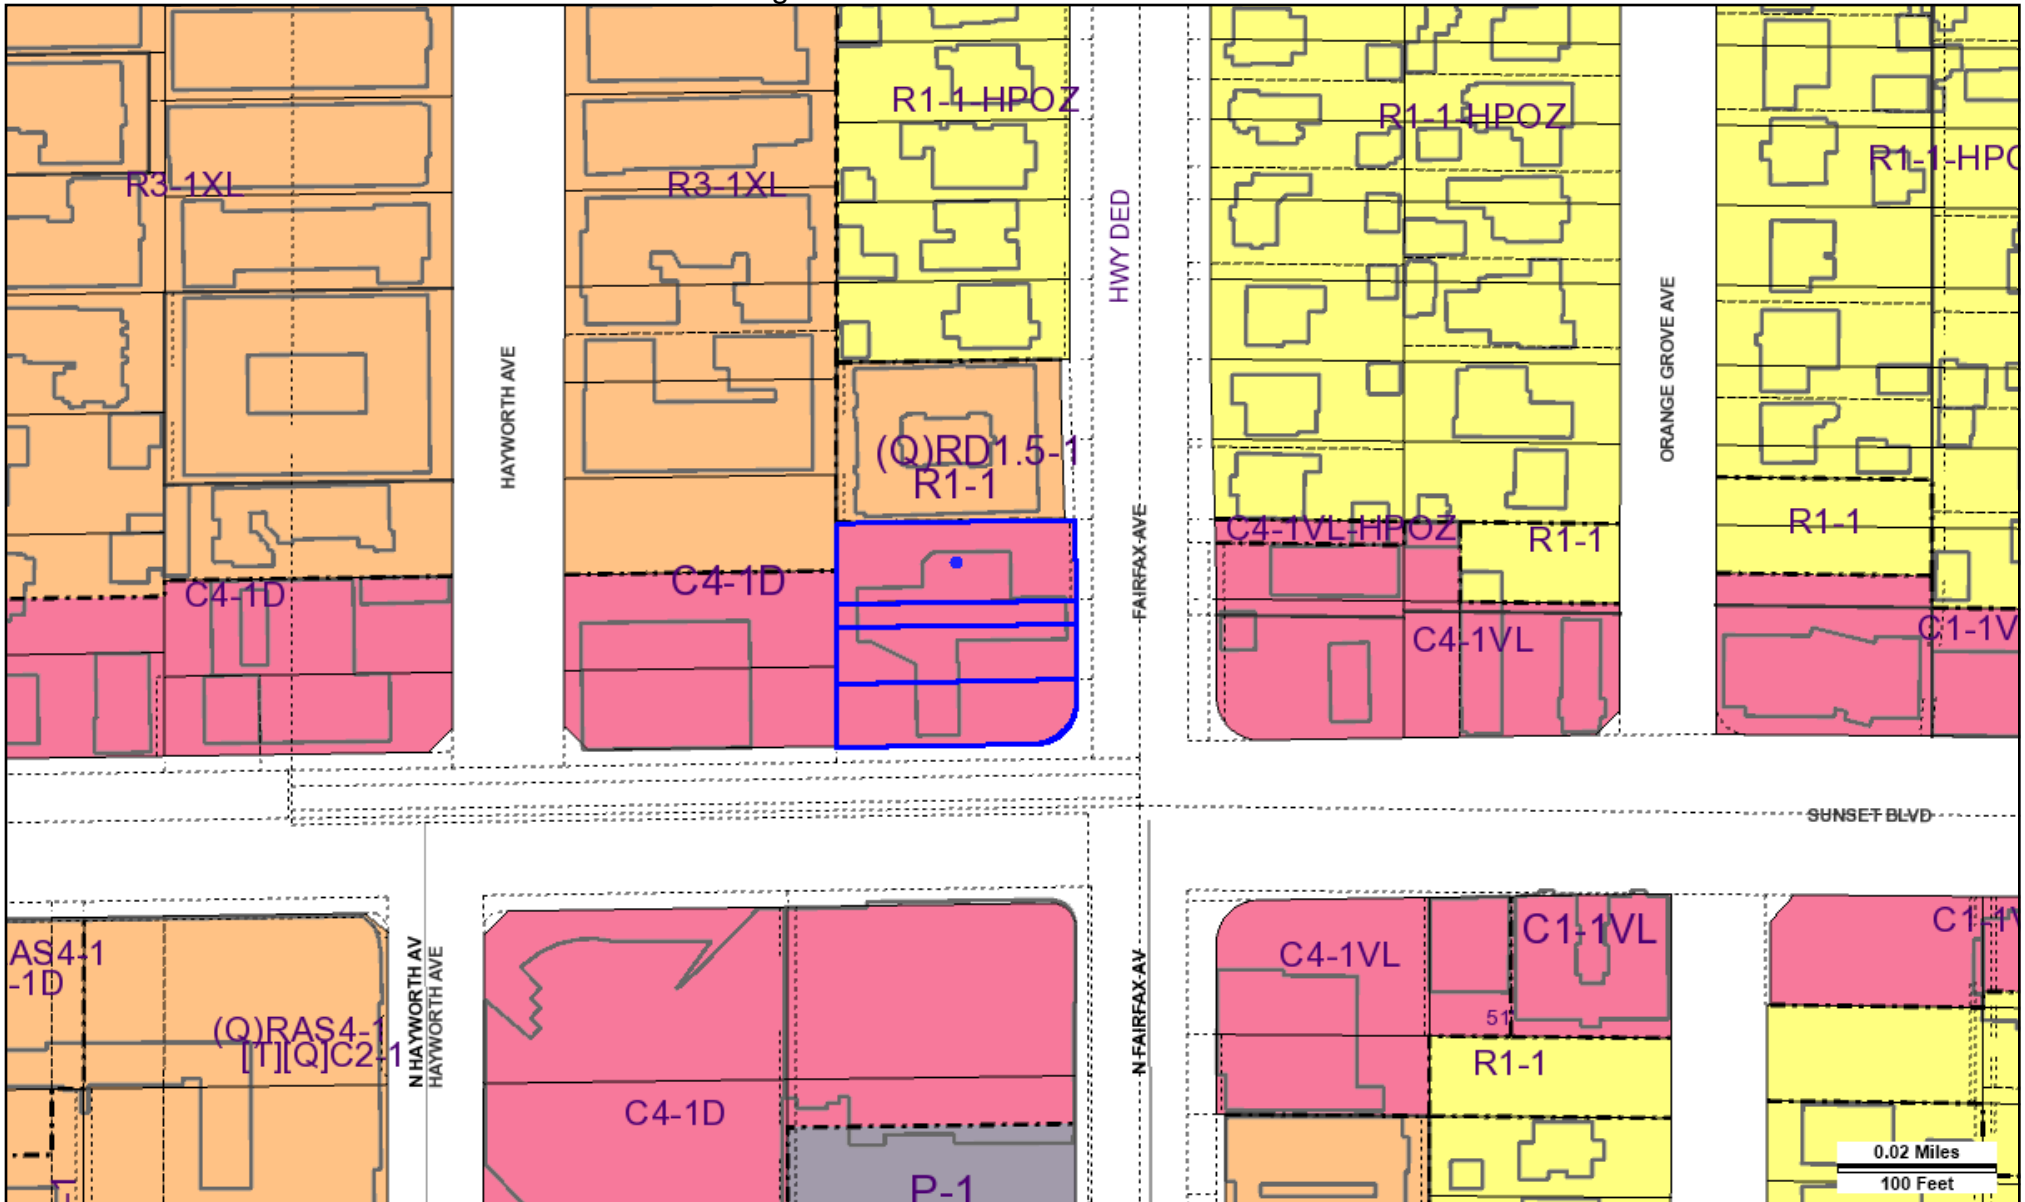 R1-1-HPOZ
R1-1-HPOZ
R1-1-HPO
R3-1XL
R3-1XL
HWY DED
HAYWORTH AVE
ORANGE GROVE AVE
(Q)RD1.5-1
R1-1
FAIRFAX AVE
C4-1VL-HPOZ
R1-1
R1-1
C4-1D
C4-1D
C4-1VL
C1-1V
SUNSET BLVD
AS4-1
-1D
(Q)RAS4-1
[T][Q]C2-1
N HAYWORTH AV
HAYWORTH AVE
N FAIRFAX AV
C4-1VL
C1-1VL
C1-1V
51
R1-1
C4-1D
P-1
-1
0.02 Miles
100 Feet